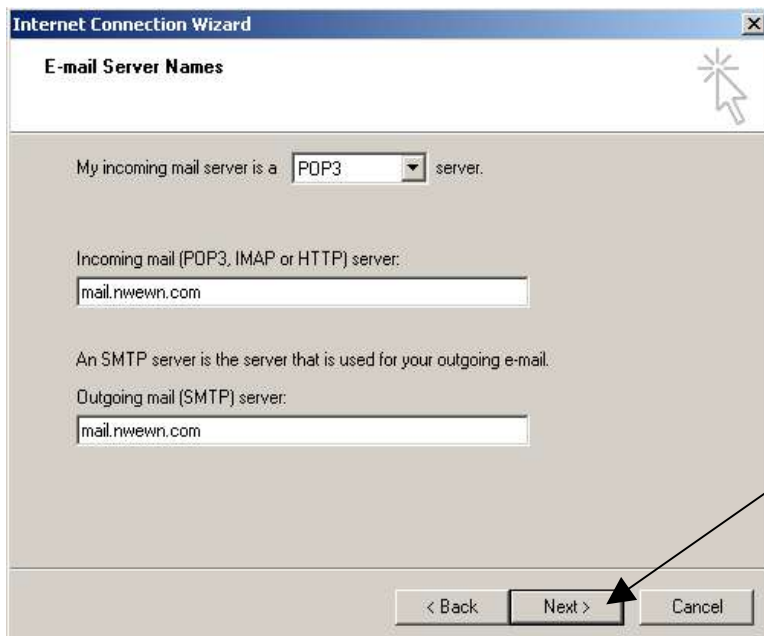 Internet Connection Wizard
E-mail Server Names
My incoming mail server is a POP3 server.
Incoming mail (POP3, IMAP or HTTP) server:
mail.nwewn.com
An SMTP server is the server that is used for your outgoing e-mail.
Outgoing mail (SMTP) server:
mail.nwewn.com
< Back Next > Cancel